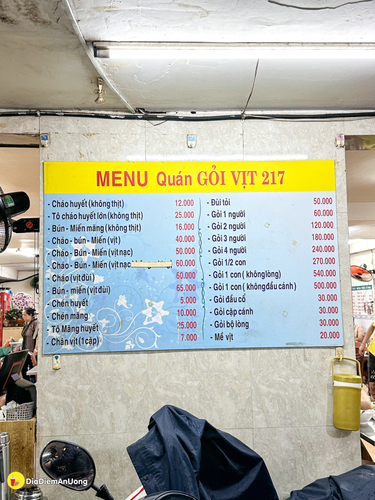 MENU Quán GỎI VỊT 217
- Cháo huyết (không thịt) 12.000
- Tô cháo huyết lớn (không thịt) 25.000
- Bún - Miến măng (không thịt) 16.000
- Cháo - bún - Miến (vịt) 40.000
- Cháo - Bún - Miến (vịt nạc) 50.000
- Cháo - Bún - Miến (vịt nạc 60.000
- Cháo (vịt đùi) 60.000
- Bún - miến (vịt đùi) 65.000
- Chén huyết 5.000
- Chén măng 10.000
- Tô Măng huyết 25.000
- Chân vịt (1 cặp) 7.000
- Đùi tỏi 50.000
- Gỏi 1 người 60.000
- Gỏi 2 người 120.000
- Gỏi 3 người 180.000
- Gỏi 4 người 240.000
- Gỏi 1/2 con 270.000
- Gỏi 1 con (không lòng) 540.000
- Gỏi 1 con (không đầu cánh) 500.000
- Gỏi đầu cổ 30.000
- Gỏi cặp cánh 30.000
- Gỏi bộ lòng 30.000
- Mề vịt 20.000
DiaDiemAnUong